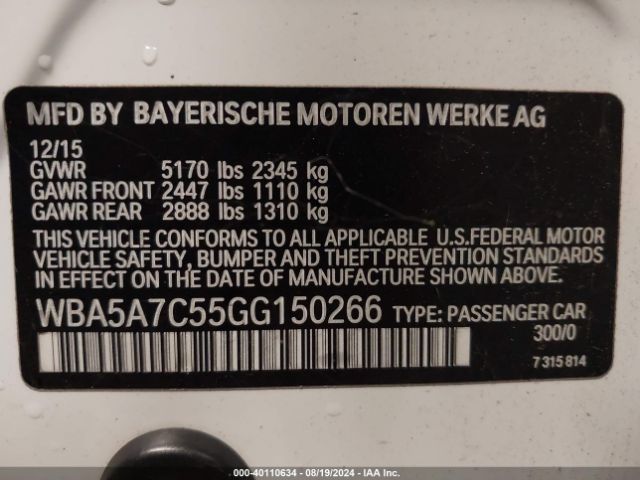 MFD BY BAYERISCHE MOTOREN WERKE AG
12/15
GVWR 5170 lbs 2345 kg
GAWR FRONT 2447 lbs 1110 kg
GAWR REAR 2888 lbs 1310 kg
THIS VEHICLE CONFORMS TO ALL APPLICABLE U.S.FEDERAL MOTOR
VEHICLE SAFETY, BUMPER AND THEFT PREVENTION STANDARDS
IN EFFECT ON THE DATE OF MANUFACTURE SHOWN ABOVE.
WBA5A7C55GG150266 TYPE: PASSENGER CAR
300/0
7 315 814
000-40110634 - 08/19/2024 - IAA Inc.